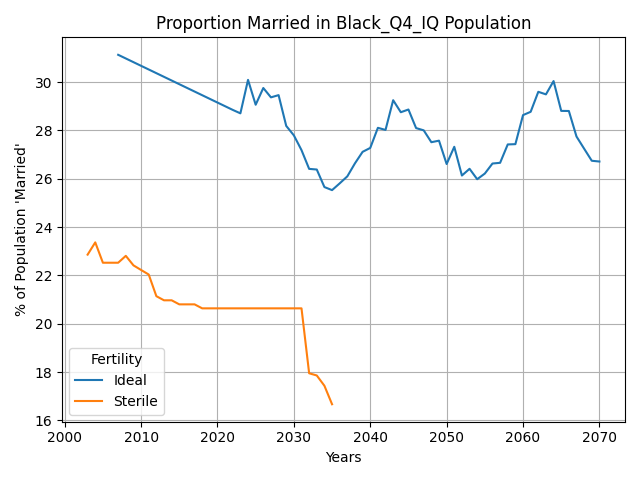 Proportion Married in Black_Q4_IQ Population
% of Population 'Married'
30
28
26
24
22
20
18
16
Fertility
Ideal
Sterile
2000 2010 2020 2030 2040 2050 2060 2070
Years